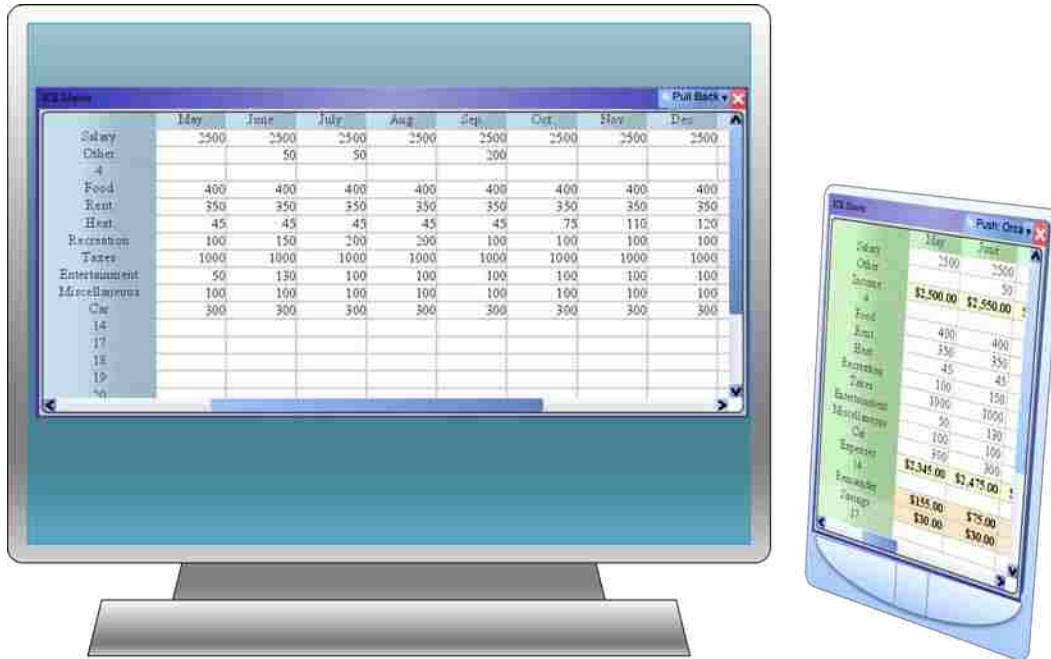 Pull Back
May June July Aug Sep Oct Nov Dec
Salary 2500 2500 2500 2500 2500 2500 2500 2500
Other 50 50 200
4
Food 400 400 400 400 400 400 400 400
Rent 350 350 350 350 350 350 350 350
Heat 45 45 45 45 45 75 110 120
Recreation 100 150 200 200 100 100 100 100
Taxes 1000 1000 1000 1000 1000 1000 1000 1000
Entertainment 50 130 100 100 100 100 100 100
Miscellaneous 100 100 100 100 100 100 100 100
Car 300 300 300 300 300 300 300 300
14
17
18
19
20
Push: Orca
May June
Salary 2500 2500
Other 50
Income $2,500.00 $2,550.00
4
Food 400 400
Rent 350 350
Heat 45 45
Recreation 100 150
Taxes 1000 1000
Entertainment 50 130
Miscellaneous 100 100
Car 300 300
Expenses $2,345.00 $2,475.00
14
Remainder $155.00 $75.00
Savings $30.00 $30.00
17